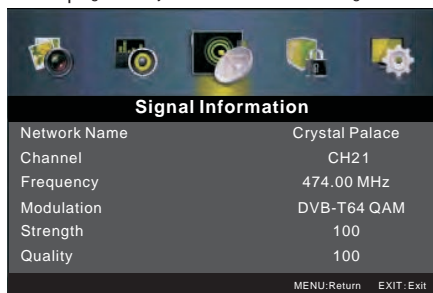 Signal Information
Network Name Crystal Palace
Channel CH21
Frequency 474.00 MHz
Modulation DVB-T64 QAM
Strength 100
Quality 100
MENU:Return EXIT:Exit